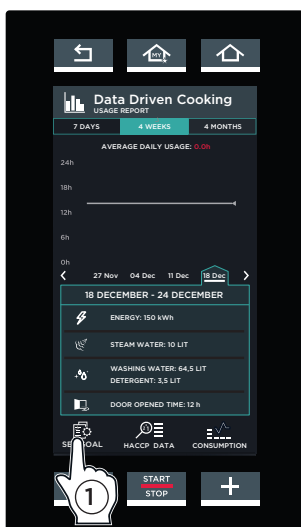 MY
Data Driven Cooking
USAGE REPORT
7 DAYS 4 WEEKS 4 MONTHS
AVERAGE DAILY USAGE: 0.0h
24h
18h
12h
6h
0h
27 Nov 04 Dec 11 Dec 18 Dec
18 DECEMBER - 24 DECEMBER
ENERGY: 150 kWh
STEAM WATER: 10 LIT
WASHING WATER: 64,5 LIT
DETERGENT: 3,5 LIT
DOOR OPENED TIME: 12 h
SE OAL HACCP DATA CONSUMPTION
START
STOP
1